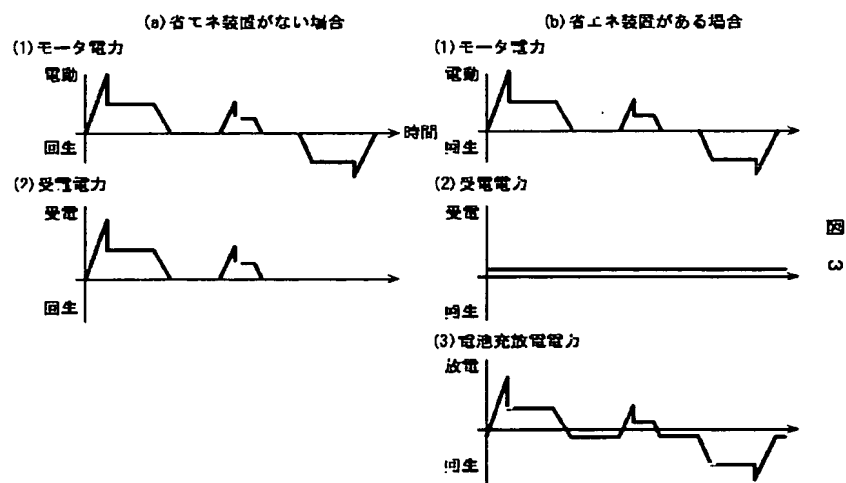 (a)省エネ装置がない場合
(1)モータ電力
電動
回生
時間
(2)受電電力
受電
回生
(b)省エネ装置がある場合
(1)モータ電力
電動
回生
(2)受電電力
受電
回生
(3)電池充放電電力
放電
回生
図3